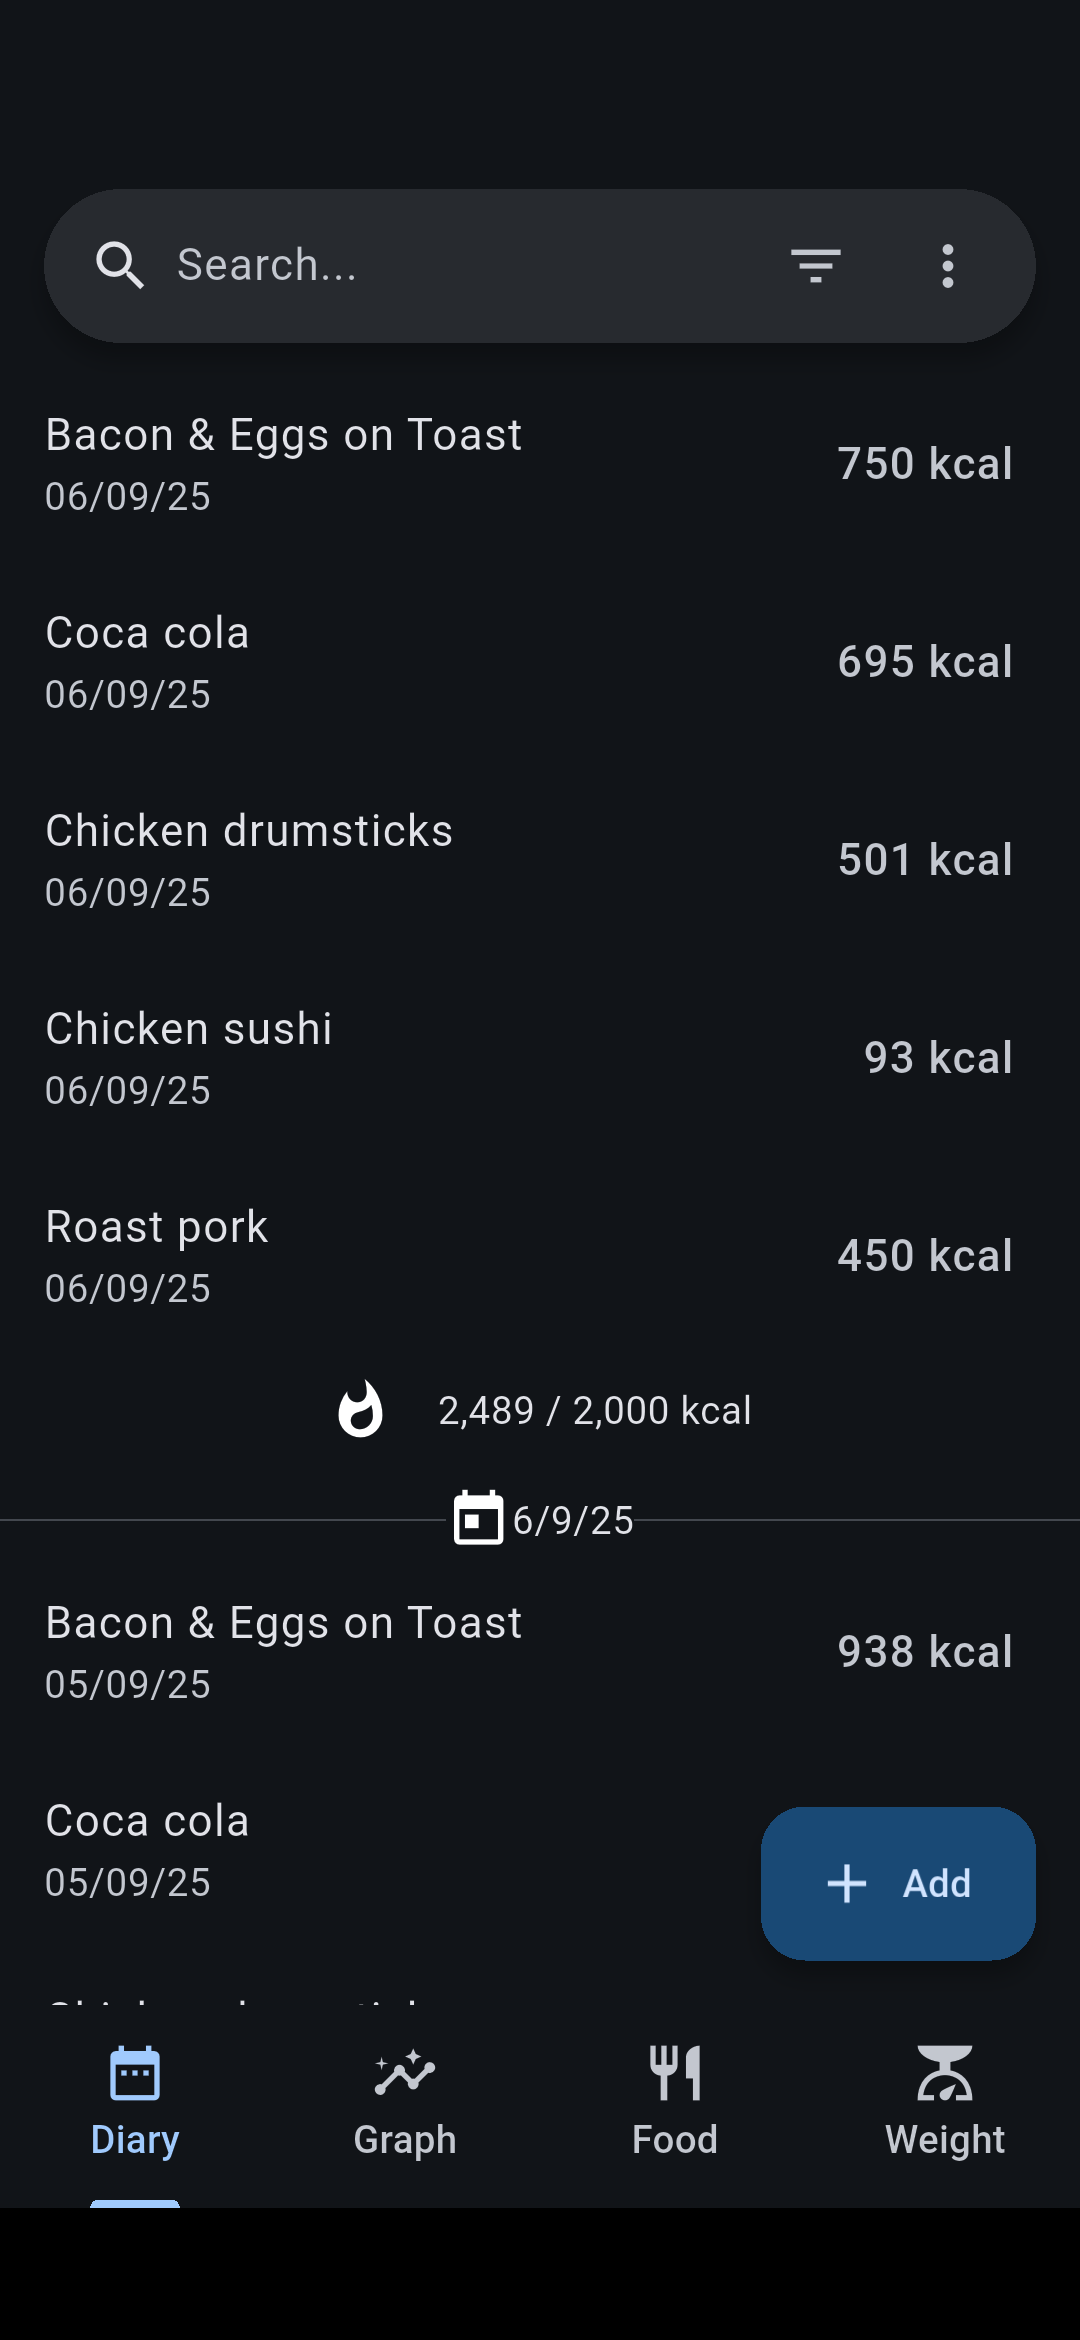 Search...
Bacon & Eggs on Toast
06/09/25
750 kcal
Coca cola
06/09/25
695 kcal
Chicken drumsticks
06/09/25
501 kcal
Chicken sushi
06/09/25
93 kcal
Roast pork
06/09/25
450 kcal
2,489 / 2,000 kcal
6/9/25
Bacon & Eggs on Toast
05/09/25
938 kcal
Coca cola
05/09/25
Add
Diary
Graph
Food
Weight